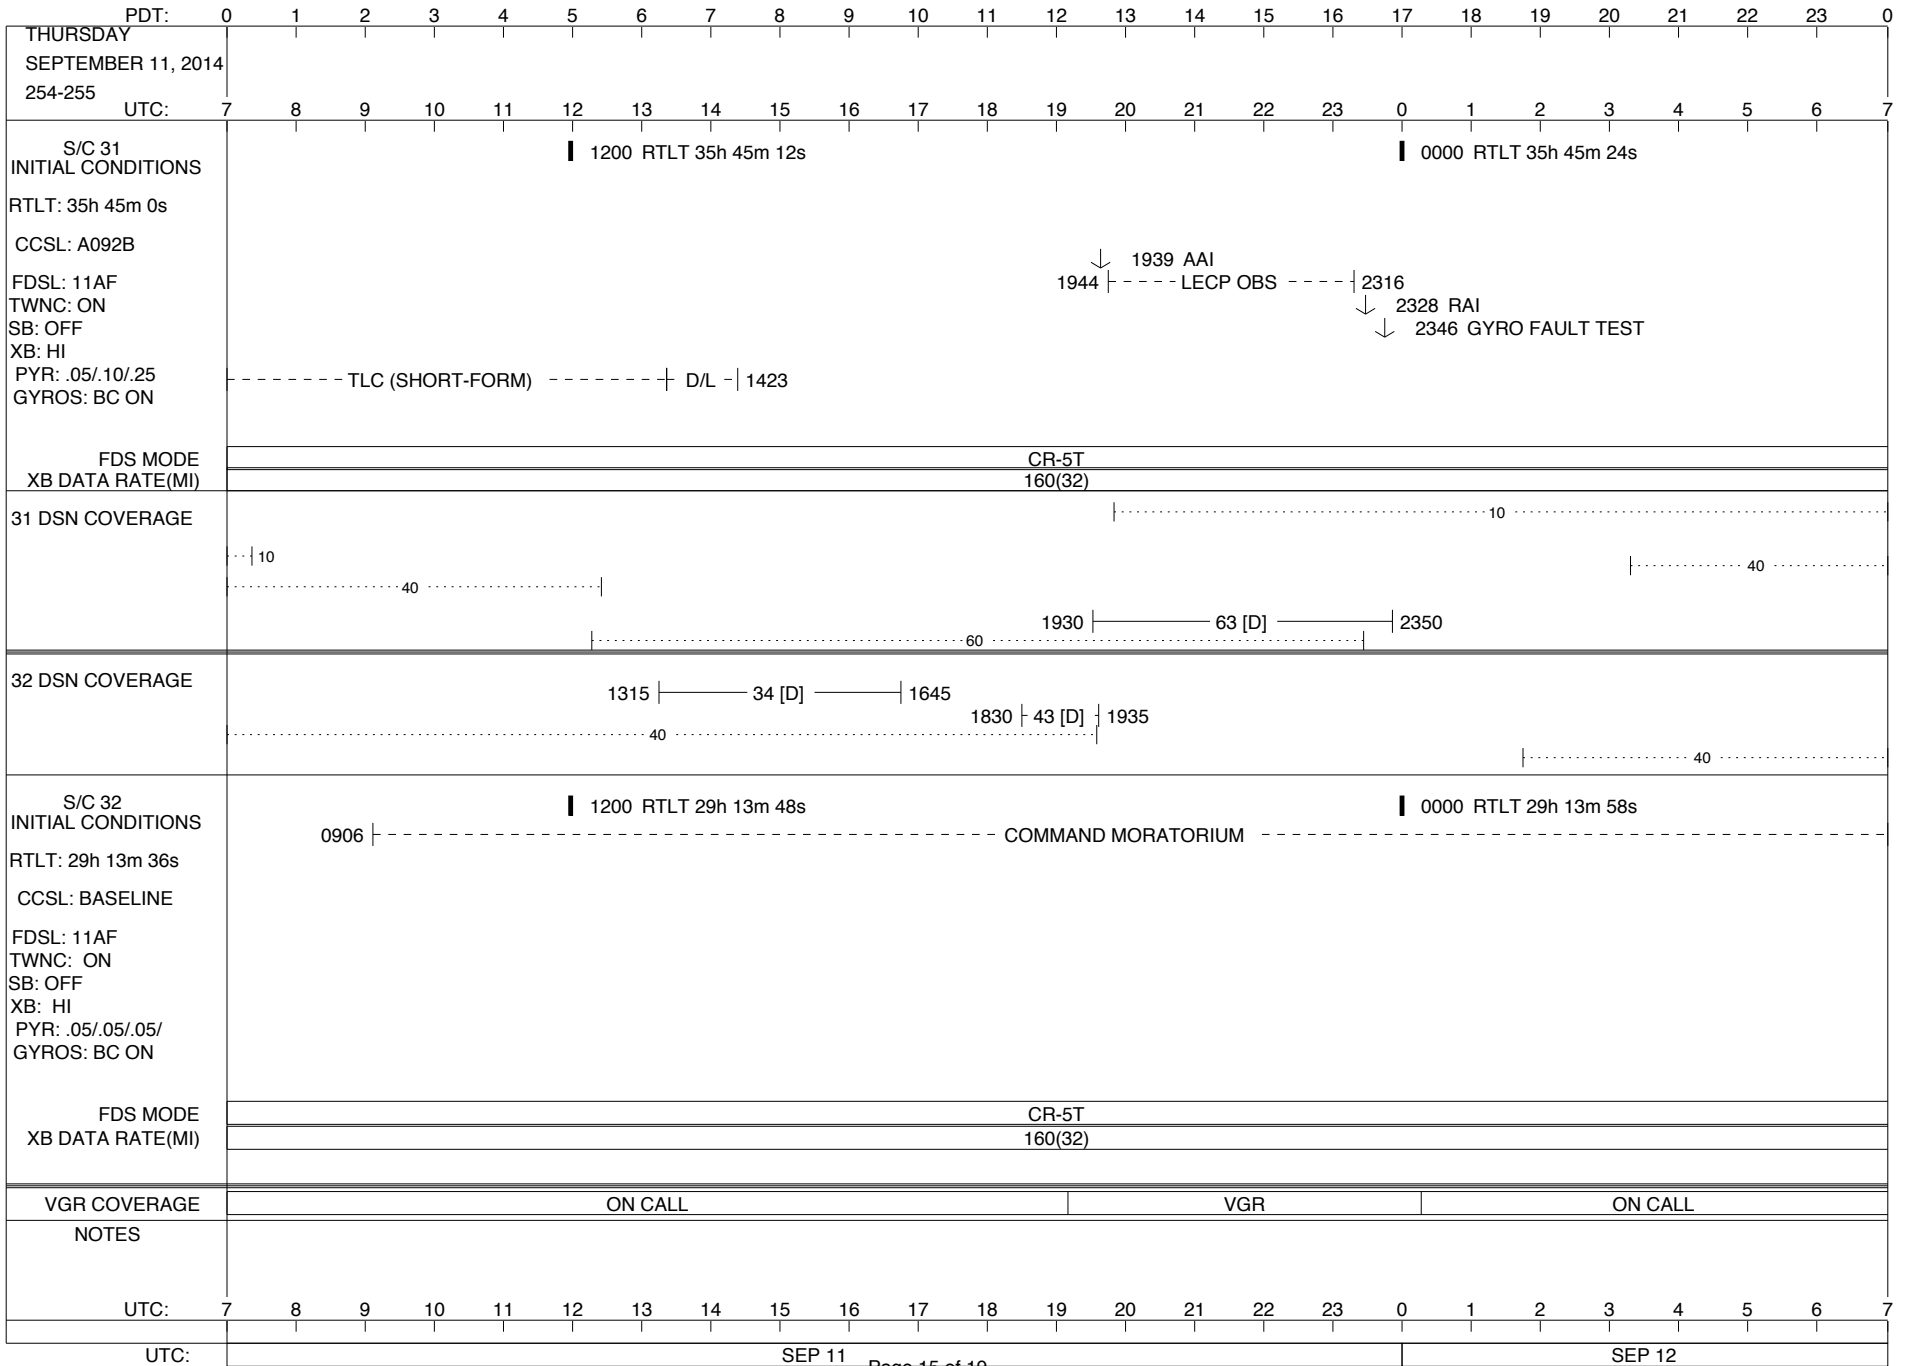 PDT: 0 1 2 3 4 5 6 7 8 9 10 11 12 13 14 15 16 17 18 19 20 21 22 23 0
THURSDAY
SEPTEMBER 11, 2014
254-255
UTC: 7 8 9 10 11 12 13 14 15 16 17 18 19 20 21 22 23 0 1 2 3 4 5 6 7
S/C 31
INITIAL CONDITIONS
1200 RTLT 35h 45m 12s
0000 RTLT 35h 45m 24s
RTLT: 35h 45m 0s
CCSL: A092B
1939 AAI
FDSL: 11AF
1944 LECP OBS 2316
TWNC: ON
2328 RAI
SB: OFF
2346 GYRO FAULT TEST
XB: HI
PYR: .05/.10/.25
TLC (SHORT-FORM) D/L 1423
GYROS: BC ON
FDS MODE CR-5T
XB DATA RATE(MI) 160(32)
31 DSN COVERAGE
10
10
40
40
1930 63 [D] 2350
60
32 DSN COVERAGE
1315 34 [D] 1645
1830 43 [D] 1935
40
40
S/C 32
INITIAL CONDITIONS
1200 RTLT 29h 13m 48s
0000 RTLT 29h 13m 58s
0906 COMMAND MORATORIUM
RTLT: 29h 13m 36s
CCSL: BASELINE
FDSL: 11AF
TWNC: ON
SB: OFF
XB: HI
PYR: .05/.05/.05/
GYROS: BC ON
FDS MODE CR-5T
XB DATA RATE(MI) 160(32)
VGR COVERAGE ON CALL VGR ON CALL
NOTES
UTC: 7 8 9 10 11 12 13 14 15 16 17 18 19 20 21 22 23 0 1 2 3 4 5 6 7
UTC: SEP 11 SEP 12
Page 15 of 19